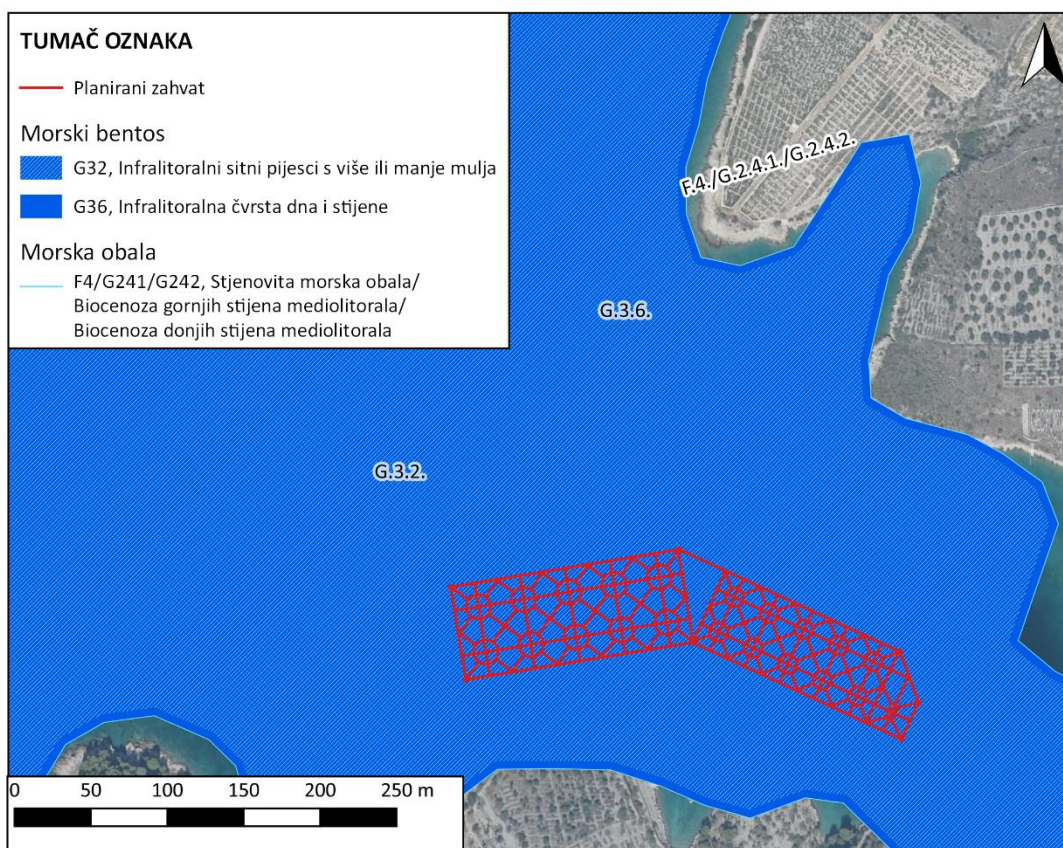 TUMAČ OZNAKA
Planirani zahvat
Morski bentos
G32, Infralitoralni sitni pijesci s više ili manje mulja
G36, Infralitoralna čvrsta dna i stijene
Morska obala
F4/G241/G242, Stjenovita morska obala/
Biocenoza gornjih stijena mediolitorala/
Biocenoza donjih stijena mediolitorala
F.4./G.2.4.1./G.2.4.2.
G.3.6.
G.3.2.
0 50 100 150 200 250 m